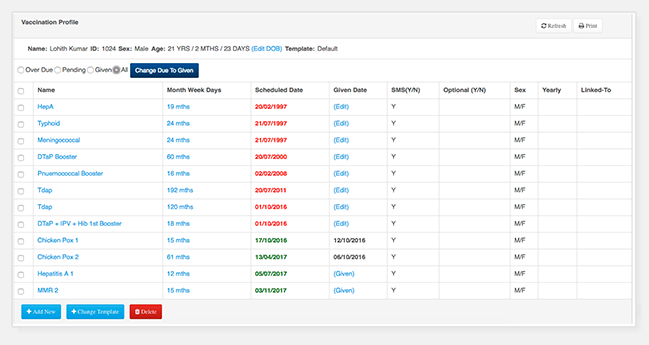 Vaccination Profile
Refresh Print
Name: Lohith Kumar ID: 1024 Sex: Male Age: 21 YRS / 2 MTHS / 23 DAYS (Edit DOB) Template: Default
Over Due Pending Given All Change Due To Given
Name Month Week Days Scheduled Date Given Date SMS(Y/N) Optional (Y/N) Sex Yearly Linked-To
HepA 19 mths 20/02/1997 (Edit) Y M/F
Typhoid 24 mths 21/07/1997 (Edit) Y M/F
Meningococcal 24 mths 21/07/1997 (Edit) Y M/F
DTaP Booster 60 mths 20/07/2000 (Edit) Y M/F
Pnuemococcal Booster 16 mths 02/02/2008 (Edit) Y M/F
Tdap 192 mths 20/07/2011 (Edit) Y M/F
Tdap 120 mths 01/10/2016 (Edit) Y M/F
DTaP + IPV + Hib 1st Booster 18 mths 01/10/2016 (Edit) Y M/F
Chicken Pox 1 15 mths 17/10/2016 12/10/2016 Y M/F
Chicken Pox 2 61 mths 13/04/2017 06/10/2016 Y M/F
Hepatitis A 1 12 mths 05/07/2017 (Given) Y M/F
MMR 2 15 mths 03/11/2017 (Given) Y M/F
Add New Change Template Delete